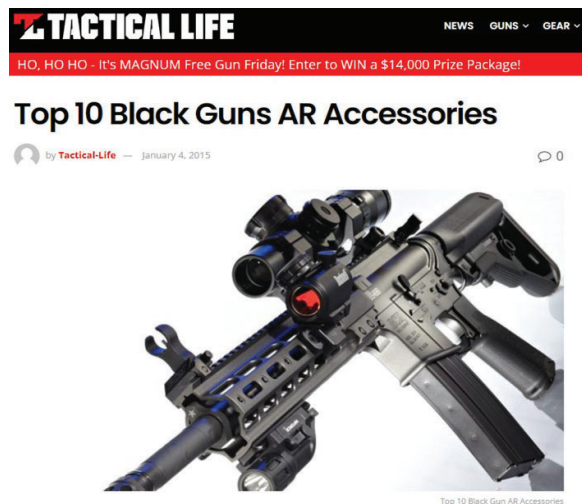 TACTICAL LIFE
NEWS GUNS GEAR
HO, HO HO - It's MAGNUM Free Gun Friday! Enter to WIN a $14,000 Prize Package!
Top 10 Black Guns AR Accessories
by Tactical-Life — January 4, 2015
0
Top 10 Black Gun AR Accessories